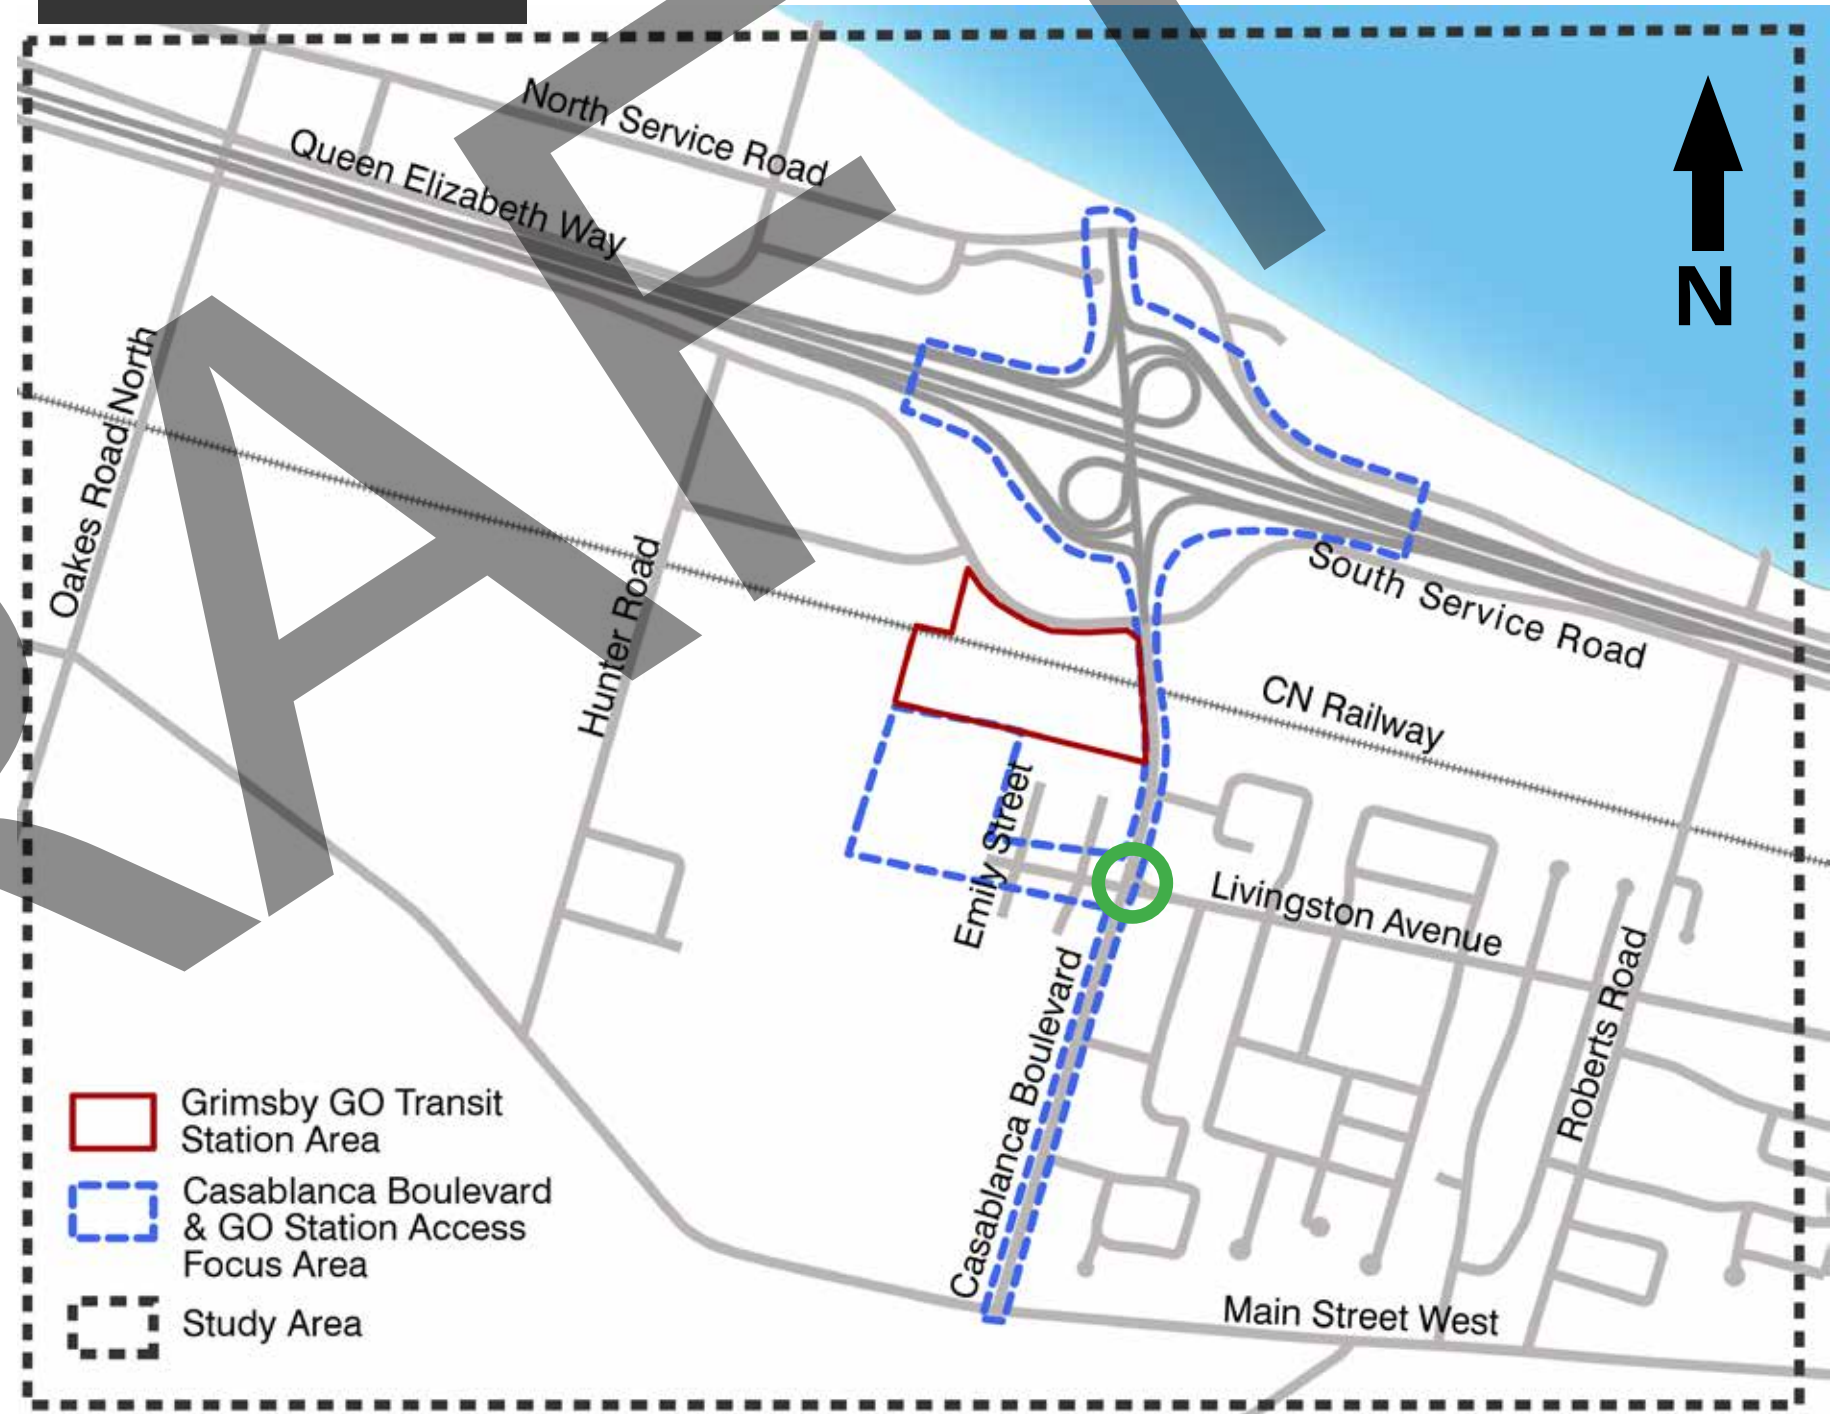 North Service Road
Queen Elizabeth Way
N
Oakes Road North
Hunter Road
South Service Road
CN Railway
Emily Street
Livingston Avenue
Casablanca Boulevard
Roberts Road
Main Street West
Grimsby GO Transit
Station Area
Casablanca Boulevard
& GO Station Access
Focus Area
Study Area